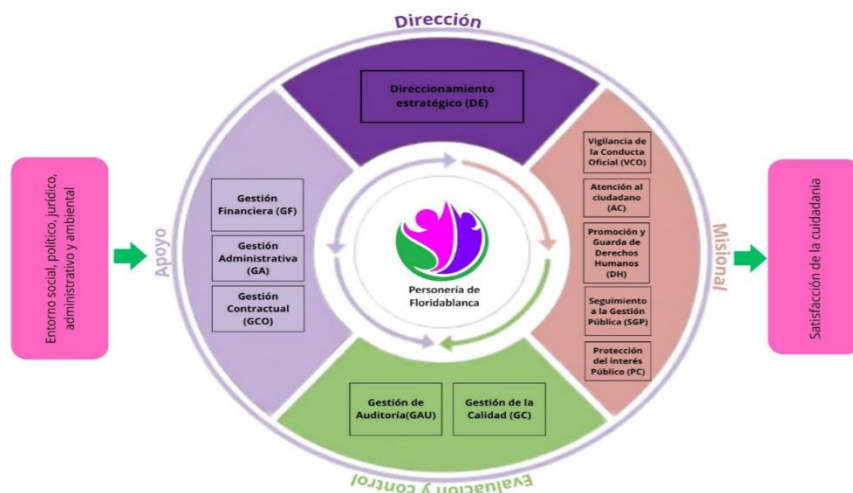 Dirección
Direccionamiento
estratégico (DE)
Entorno social, político, jurídico,
administrativo y ambiental
Apoyo
Gestión
Financiera (GF)
Gestión
Administrativa
(GA)
Gestión
Contractual
(GCO)
Personería de
Floridablanca
Vigilancia de
la Conducta
Oficial (VCO)
Atención al
ciudadano
(AC)
Promoción y
Guarda de
Derechos
Humanos
(DH)
Seguimiento
a la Gestión
Pública (SGP)
Protección
del interés
Público (PC)
Misional
Satisfacción de la cuidadania
Gestión de
Auditoría(GAU)
Gestión de la
Calidad (GC)
Evaluación y control